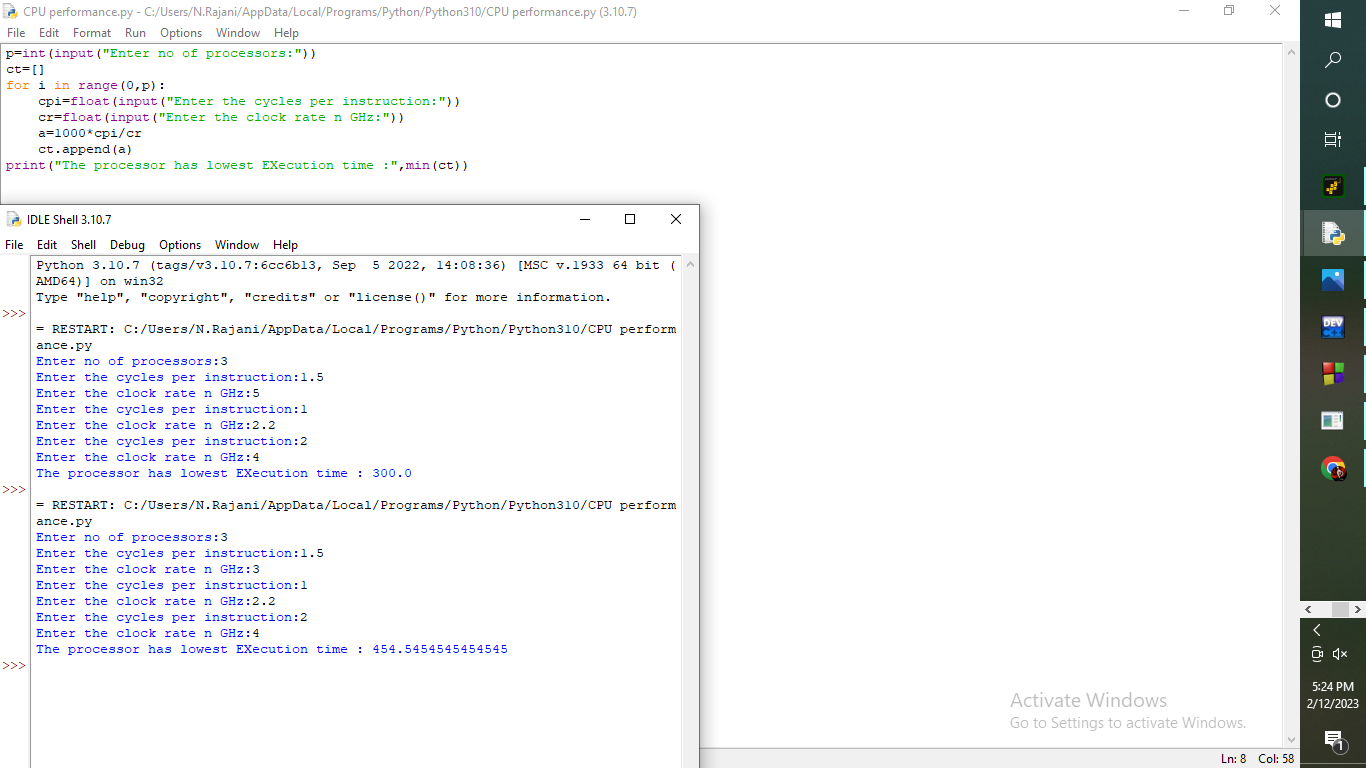 CPU performance.py - C:/Users/N.Rajani/AppData/Local/Programs/Python/Python310/CPU performance.py (3.10.7)
File Edit Format Run Options Window Help
p=int(input("Enter no of processors:"))
ct=[]
for i in range(0,p):
    cpi=float(input("Enter the cycles per instruction:"))
    cr=float(input("Enter the clock rate n GHz:"))
    a=1000*cpi/cr
    ct.append(a)
print("The processor has lowest EXecution time :",min(ct))
IDLE Shell 3.10.7
File Edit Shell Debug Options Window Help
Python 3.10.7 (tags/v3.10.7:6cc6b13, Sep  5 2022, 14:08:36) [MSC v.1933 64 bit (
AMD64)] on win32
Type "help", "copyright", "credits" or "license()" for more information.
>>>
= RESTART: C:/Users/N.Rajani/AppData/Local/Programs/Python/Python310/CPU perform
ance.py
Enter no of processors:3
Enter the cycles per instruction:1.5
Enter the clock rate n GHz:5
Enter the cycles per instruction:1
Enter the clock rate n GHz:2.2
Enter the cycles per instruction:2
Enter the clock rate n GHz:4
The processor has lowest EXecution time : 300.0
>>>
= RESTART: C:/Users/N.Rajani/AppData/Local/Programs/Python/Python310/CPU perform
ance.py
Enter no of processors:3
Enter the cycles per instruction:1.5
Enter the clock rate n GHz:3
Enter the cycles per instruction:1
Enter the clock rate n GHz:2.2
Enter the cycles per instruction:2
Enter the clock rate n GHz:4
The processor has lowest EXecution time : 454.5454545454545
>>>
Activate Windows
Go to Settings to activate Windows.
Ln: 8 Col: 58
DEV
C++
5:24 PM
2/12/2023
1